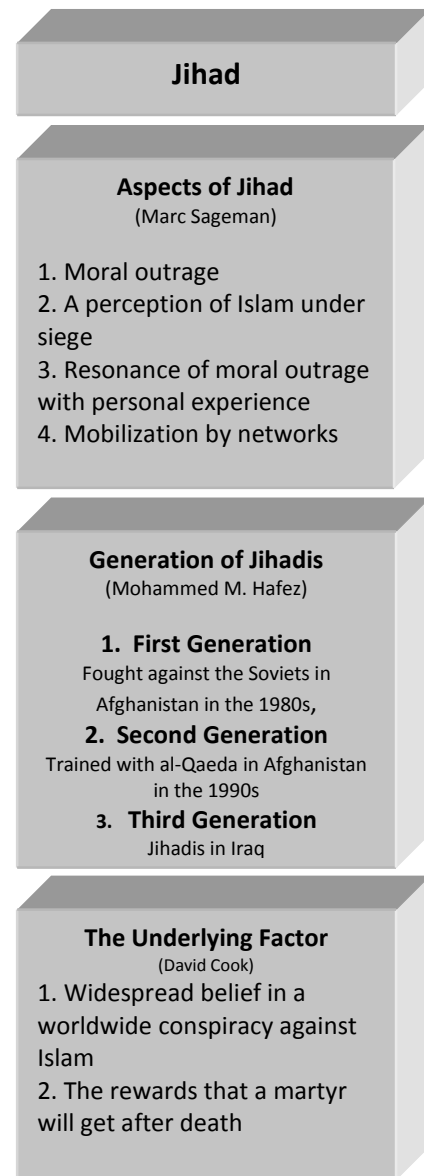 Jihad
Aspects of Jihad
(Marc Sageman)
1. Moral outrage
2. A perception of Islam under
siege
3. Resonance of moral outrage
with personal experience
4. Mobilization by networks
Generation of Jihadis
(Mohammed M. Hafez)
1. First Generation
Fought against the Soviets in
Afghanistan in the 1980s,
2. Second Generation
Trained with al-Qaeda in Afghanistan
in the 1990s
3. Third Generation
Jihadis in Iraq
The Underlying Factor
(David Cook)
1. Widespread belief in a
worldwide conspiracy against
Islam
2. The rewards that a martyr
will get after death